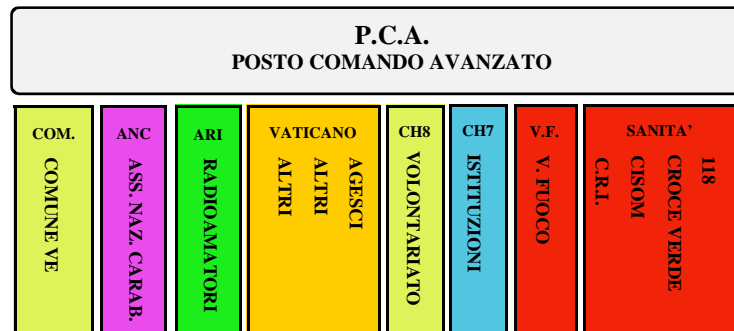 P.C.A.
POSTO COMANDO AVANZATO
COM.
COMUNE VE
ANC
ASS. NAZ. CARAB.
ARI
RADIOAMATORI
VATICANO
AGESCI
ALTRI
ALTRI
CH8
VOLONTARIATO
CH7
ISTITUZIONI
V.F.
V. FUOCO
SANITA’
118
CROCE VERDE
CISOM
C.R.I.